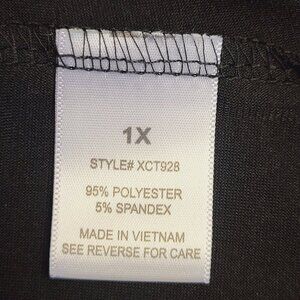 1X
STYLE# XCT928
95% POLYESTER
5% SPANDEX
MADE IN VIETNAM
SEE REVERSE FOR CARE